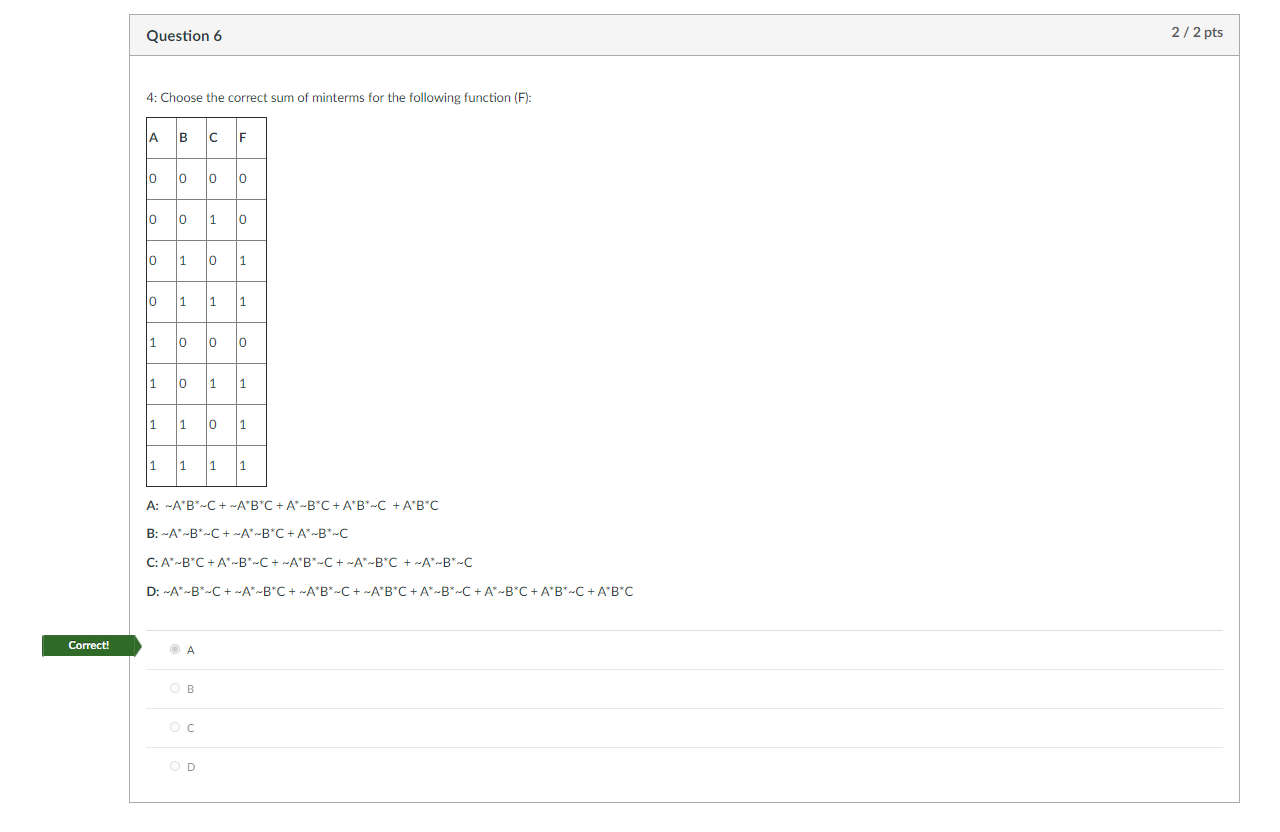 Question 6
2 / 2 pts
4: Choose the correct sum of minterms for the following function (F):
A B C F
0 0 0 0
0 0 1 0
0 1 0 1
0 1 1 1
1 0 0 0
1 0 1 1
1 1 0 1
1 1 1 1
A: ~A*B*~C + ~A*B*C + A*~B*C + A*B*~C + A*B*C
B: ~A*~B*~C + ~A*~B*C + A*~B*~C
C: A*~B*C + A*~B*~C + ~A*B*~C + ~A*~B*C + ~A*~B*~C
D: ~A*~B*~C + ~A*~B*C + ~A*B*~C + ~A*B*C + A*~B*~C + A*~B*C + A*B*~C + A*B*C
Correct!
A
B
C
D